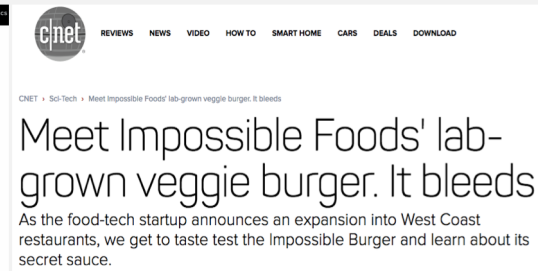 cs
c|net
REVIEWS NEWS VIDEO HOW TO SMART HOME CARS DEALS DOWNLOAD
CNET › Sci-Tech › Meet Impossible Foods' lab-grown veggie burger. It bleeds
Meet Impossible Foods' lab-
grown veggie burger. It bleeds
As the food-tech startup announces an expansion into West Coast
restaurants, we get to taste test the Impossible Burger and learn about its
secret sauce.